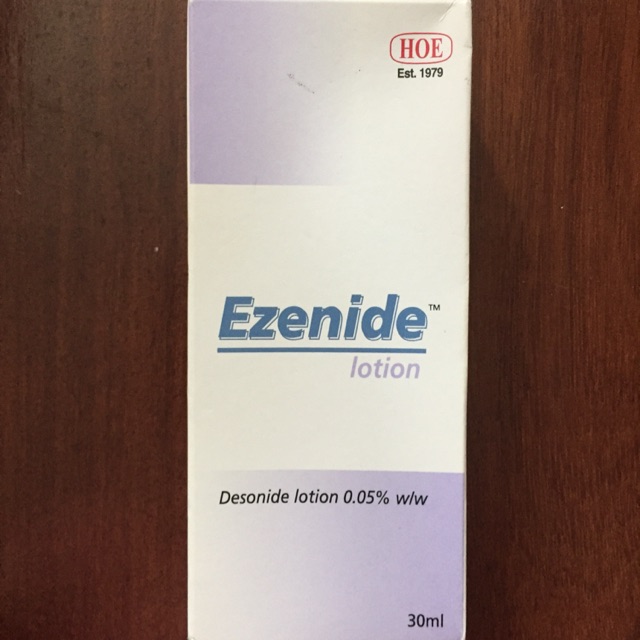 HOE
Est. 1979
Ezenide™
lotion
Desonide lotion 0.05% w/w
30ml